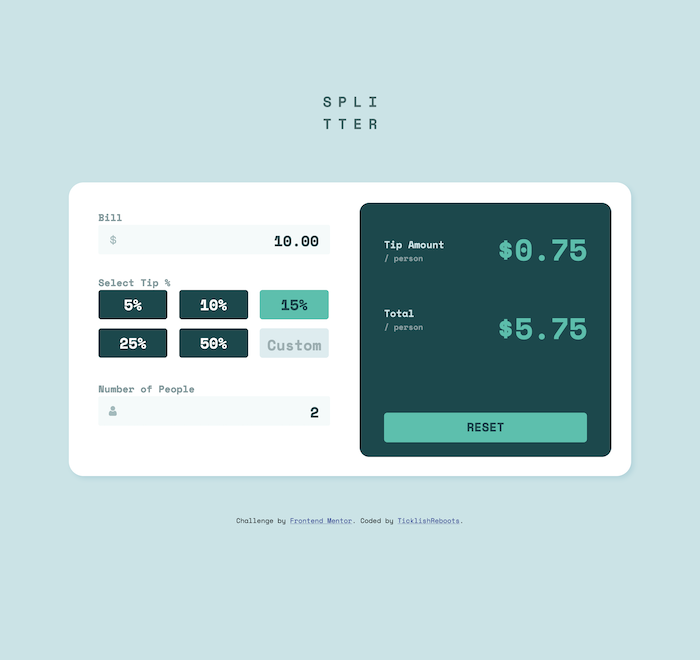 SPLI
TTER
Bill
$ 10.00
Select Tip %
5% 10% 15%
25% 50% Custom
Number of People
2
Tip Amount
/ person
$0.75
Total
/ person
$5.75
RESET
Challenge by Frontend Mentor. Coded by TicklishReboots.